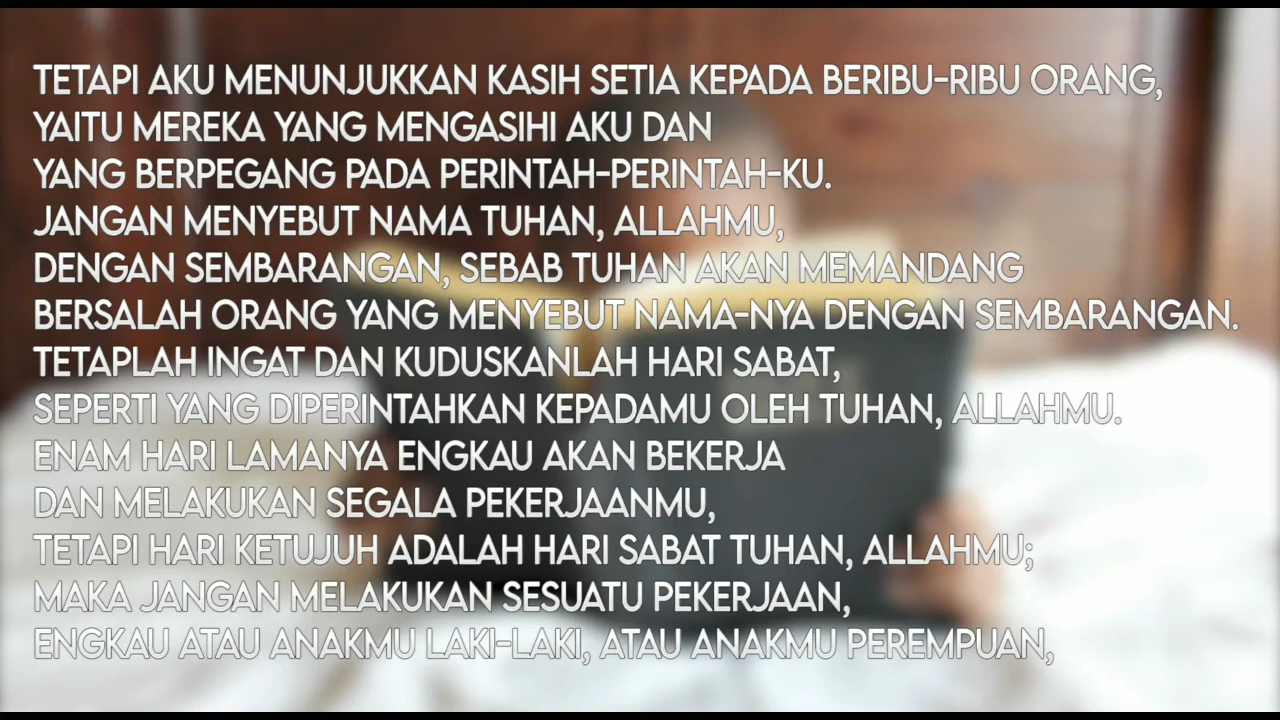 TETAPI AKU MENUNJUKKAN KASIH SETIA KEPADA BERIBU-RIBU ORANG,
YAITU MEREKA YANG MENGASIHI AKU DAN
YANG BERPEGANG PADA PERINTAH-PERINTAH-KU.
JANGAN MENYEBUT NAMA TUHAN, ALLAHMU,
DENGAN SEMBARANGAN, SEBAB TUHAN AKAN MEMANDANG
BERSALAH ORANG YANG MENYEBUT NAMA-NYA DENGAN SEMBARANGAN.
TETAPLAH INGAT DAN KUDUSKANLAH HARI SABAT,
SEPERTI YANG DIPERINTAHKAN KEPADAMU OLEH TUHAN, ALLAHMU.
ENAM HARI LAMANYA ENGKAU AKAN BEKERJA
DAN MELAKUKAN SEGALA PEKERJAANMU,
TETAPI HARI KETUJUH ADALAH HARI SABAT TUHAN, ALLAHMU;
MAKA JANGAN MELAKUKAN SESUATU PEKERJAAN,
ENGKAU ATAU ANAKMU LAKI-LAKI, ATAU ANAKMU PEREMPUAN,